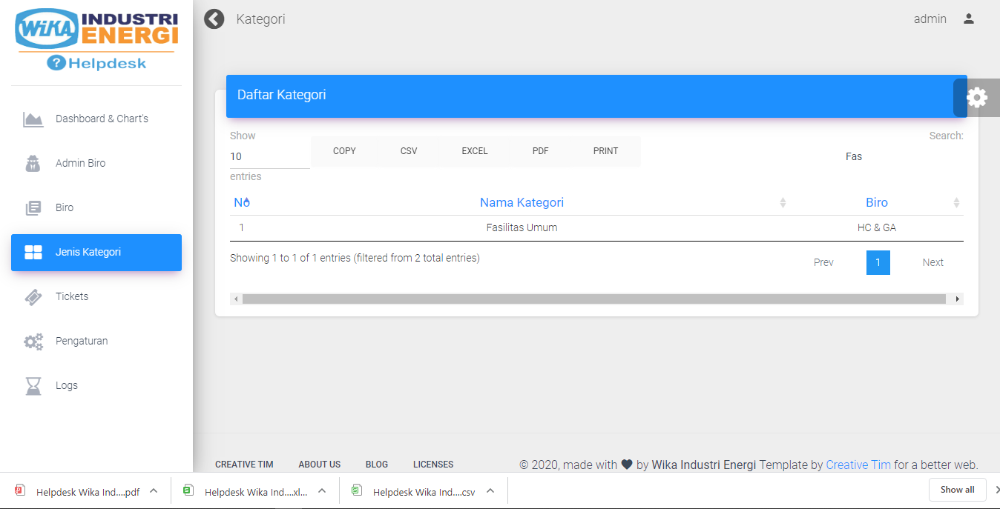 WiKA INDUSTRI ENERGI
? Helpdesk
Kategori
admin
Dashboard & Chart's
Admin Biro
Biro
Jenis Kategori
Tickets
Pengaturan
Logs
Daftar Kategori
Show
10
entries
COPY CSV EXCEL PDF PRINT
Search:
Fas
NO Nama Kategori Biro
1 Fasilitas Umum HC & GA
Showing 1 to 1 of 1 entries (filtered from 2 total entries)
Prev 1 Next
CREATIVE TIM ABOUT US BLOG LICENSES
© 2020, made with ♥ by Wika Industri Energi Template by Creative Tim for a better web.
Helpdesk Wika Ind....pdf
Helpdesk Wika Ind....xl...
Helpdesk Wika Ind....csv
Show all